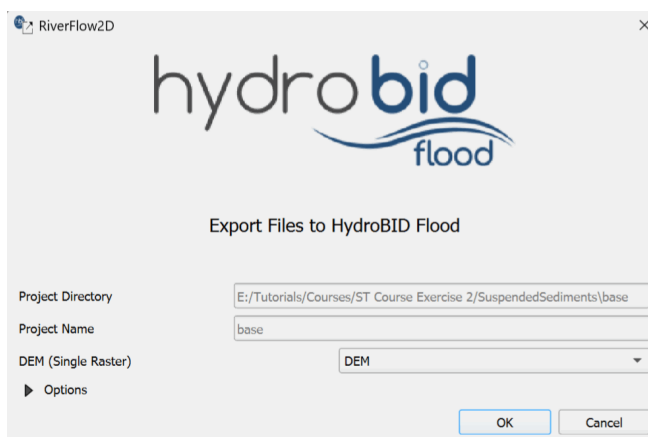 RiverFlow2D
hydrobid
flood
Export Files to HydroBID Flood
Project Directory E:/Tutorials/Courses/ST Course Exercise 2/SuspendedSediments\base
Project Name base
DEM (Single Raster) DEM
Options
OK Cancel